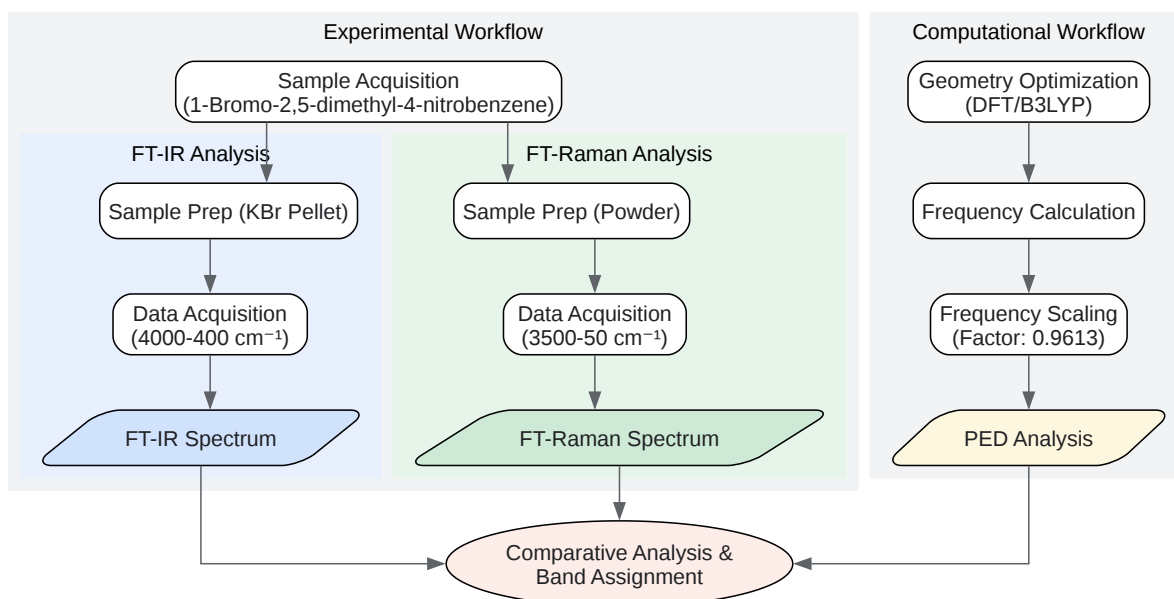 Experimental Workflow
Computational Workflow
Sample Acquisition
(1-Bromo-2,5-dimethyl-4-nitrobenzene)
Geometry Optimization
(DFT/B3LYP)
FT-IR Analysis
FT-Raman Analysis
Sample Prep (KBr Pellet)
Sample Prep (Powder)
Frequency Calculation
Data Acquisition
(4000-400 cm⁻¹)
Data Acquisition
(3500-50 cm⁻¹)
Frequency Scaling
(Factor: 0.9613)
FT-IR Spectrum
FT-Raman Spectrum
PED Analysis
Comparative Analysis &
Band Assignment